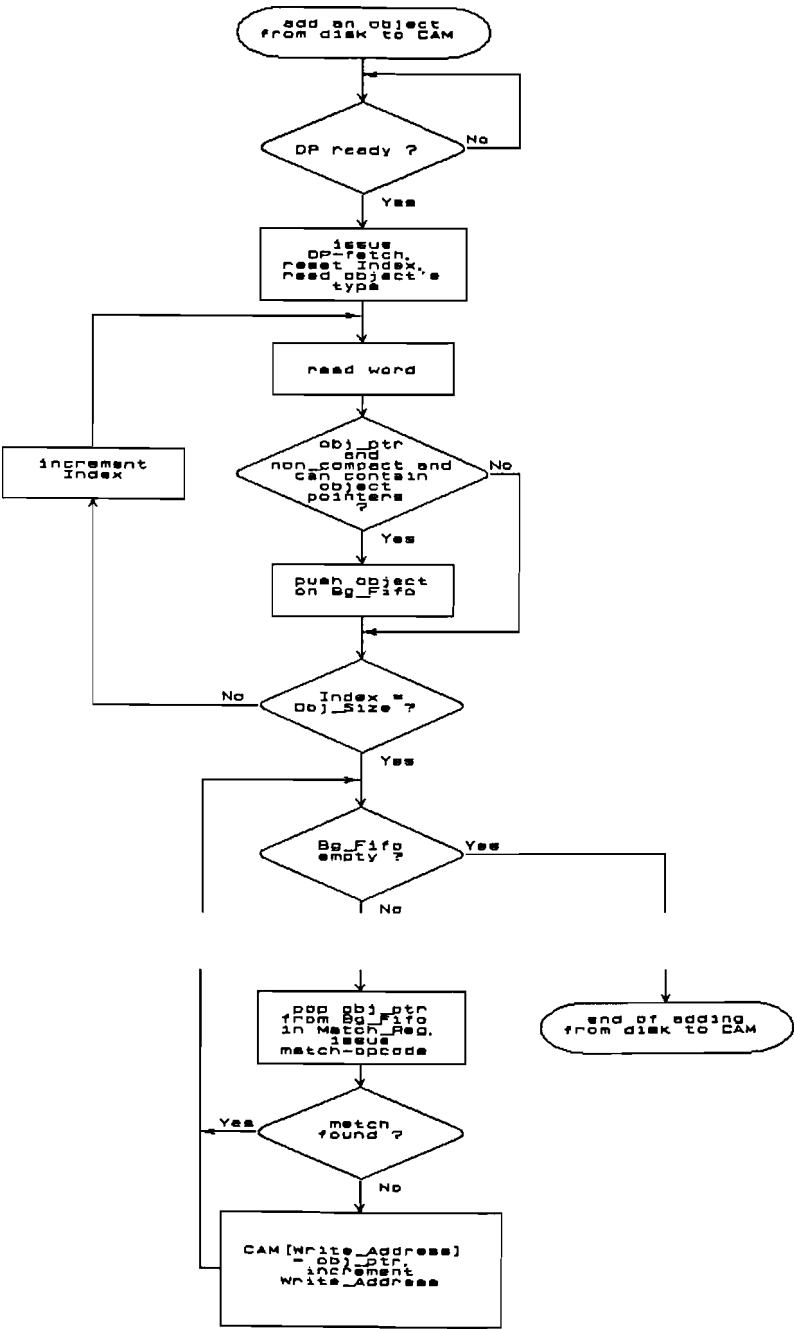 add an object
from disk to CAM
DP ready ?
No
Yes
issue
DP-fetch,
reset Index,
read object's
type
read word
increment
Index
obj_ptr
and
non_compact and
can contain
object
pointers
?
No
Yes
push object
on Bg_Fifo
Index =
Obj_Size ?
No
Yes
Bg_Fifo
empty ?
Yes
No
pop obj_ptr
from Bg_Fifo
in Match_Reg,
issue
match-opcode
end of adding
from disk to CAM
match
found ?
Yes
No
CAM[Write_Address]
= obj_ptr,
increment
Write_Address